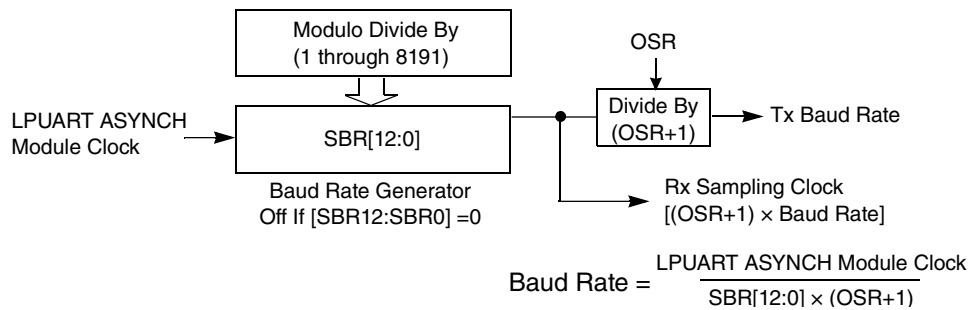 Modulo Divide By
(1 through 8191)
OSR
LPUART ASYNCH
Module Clock
SBR[12:0]
Divide By
(OSR+1)
Tx Baud Rate
Baud Rate Generator
Off If [SBR12:SBR0] =0
Rx Sampling Clock
[(OSR+1) × Baud Rate]
Baud Rate = LPUART ASYNCH Module Clock
SBR[12:0] × (OSR+1)